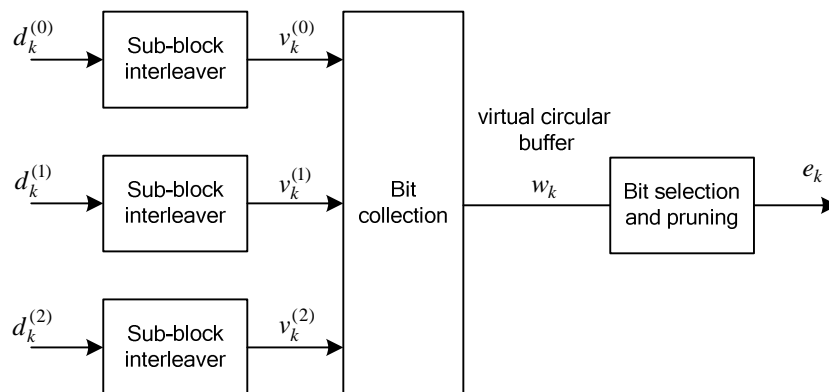 d_k^{(0)}
Sub-block
interleaver
v_k^{(0)}
virtual circular
buffer
d_k^{(1)}
Sub-block
interleaver
v_k^{(1)}
Bit
collection
w_k
Bit selection
and pruning
e_k
d_k^{(2)}
Sub-block
interleaver
v_k^{(2)}